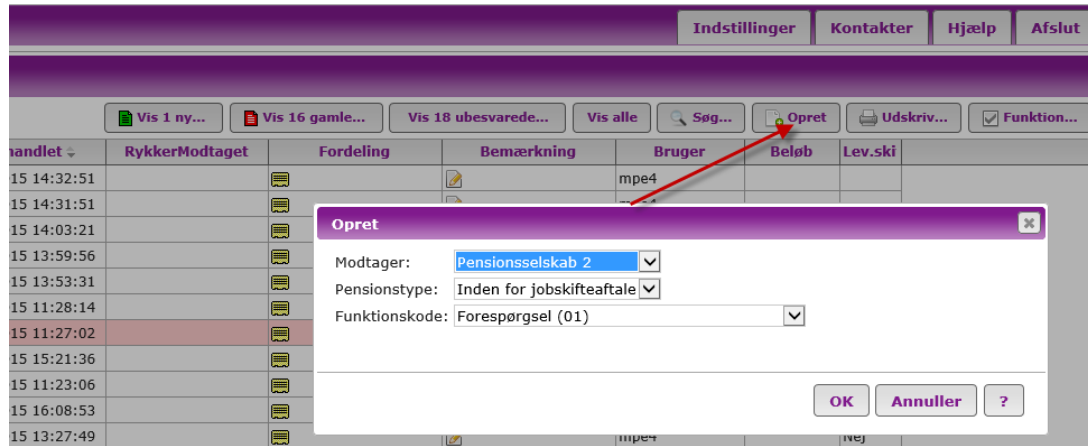 Indstillinger Kontakter Hjælp Afslut
Vis 1 ny... Vis 16 gamle... Vis 18 ubesvarede... Vis alle Søg... Opret Udskriv... Funktion...
handlet RykkerModtaget Fordeling Bemærkning Bruger Beløb Lev.ski
15 14:32:51 mpe4
15 14:31:51
15 14:03:21
15 13:59:56
15 13:53:31
15 11:28:14
15 11:27:02
15 15:21:36
15 11:23:06
15 16:08:53
15 13:27:49 mpe4 Nej
Opret
Modtager: Pensionsselskab 2
Pensionstype: Inden for jobskifteaftale
Funktionskode: Forespørgsel (01)
OK Annuller ?